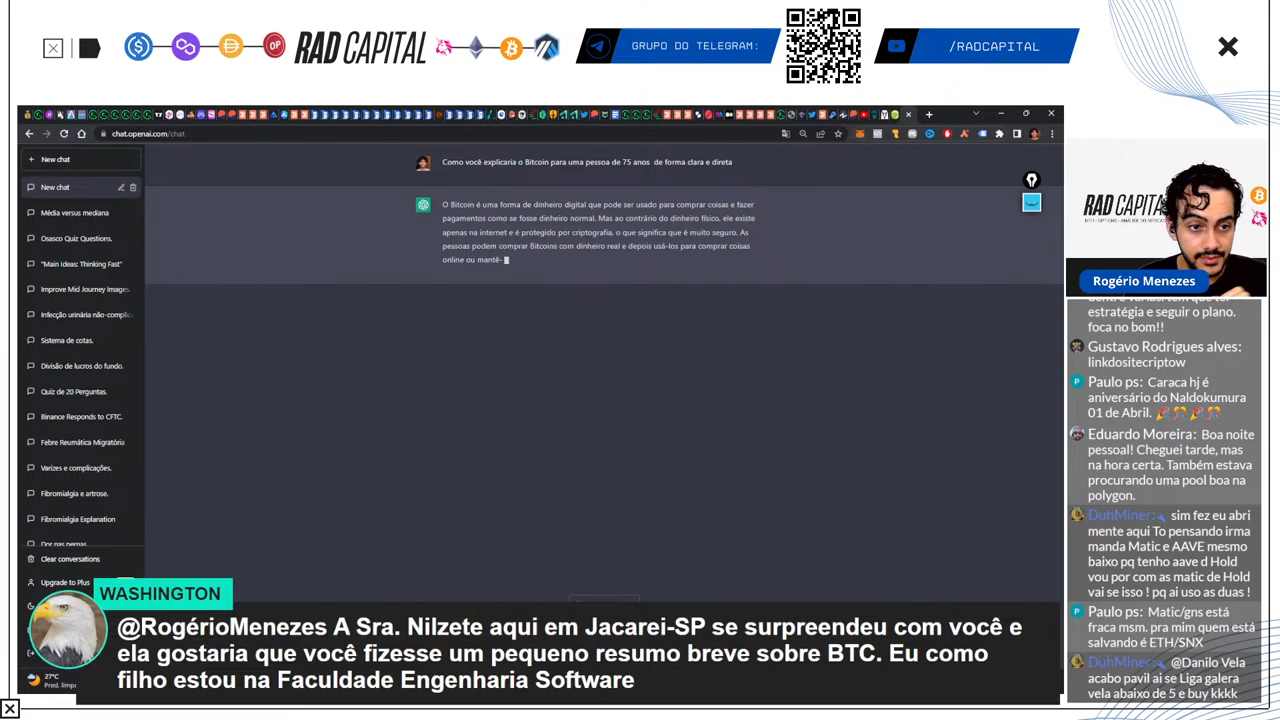 RAD CAPITAL
GRUPO DO TELEGRAM:
/RADCAPITAL
chat.openai.com/chat
New chat
New chat
Média versus mediana
Osasco Quiz Questions.
"Main Ideas: Thinking Fast"
Improve Mid Journey Images.
Infecção urinária não-complic
Sistema de cotas.
Divisão de lucros do fundo.
Quiz de 20 Perguntas.
Binance Responds to CFTC.
Febre Reumática Migratória
Varizes e complicações.
Fibromialgia e artrose.
Fibromialgia Explanation
Dor nas pernas
Clear conversations
Upgrade to Plus
27°C
Pred. limpo
Como você explicaria o Bitcoin para uma pessoa de 75 anos de forma clara e direta
O Bitcoin é uma forma de dinheiro digital que pode ser usado para comprar coisas e fazer
pagamentos como se fosse dinheiro normal. Mas ao contrário do dinheiro físico, ele existe
apenas na internet e é protegido por criptografia, o que significa que é muito seguro. As
pessoas podem comprar Bitcoins com dinheiro real e depois usá-los para comprar coisas
online ou mantê-
RAD CAPITA
Rogério Menezes
estratégia e seguir o plano.
foca no bom!!
Gustavo Rodrigues alves:
linkdositecriptow
Paulo ps: Caraca hj é
aniversário do Naldokumura
01 de Abril. 🎉🎊🎉🎊
Eduardo Moreira: Boa noite
pessoal! Cheguei tarde, mas
na hora certa. Também estava
procurando uma pool boa na
polygon.
DuhMiner: sim fez eu abri
mente aqui To pensando irma
manda Matic e AAVE mesmo
baixo pq tenho aave d Hold
vou por com as matic de Hold
vai se isso ! pq ai uso as duas !
Paulo ps: Matic/gns está
fraca msm. pra mim quem está
salvando é ETH/SNX
DuhMiner: @Danilo Vela
acabo pavil ai se Liga galera
vela abaixo de 5 e buy kkkk
WASHINGTON
@RogérioMenezes A Sra. Nilzete aqui em Jacarei-SP se surpreendeu com você e
ela gostaria que você fizesse um pequeno resumo breve sobre BTC. Eu como
filho estou na Faculdade Engenharia Software